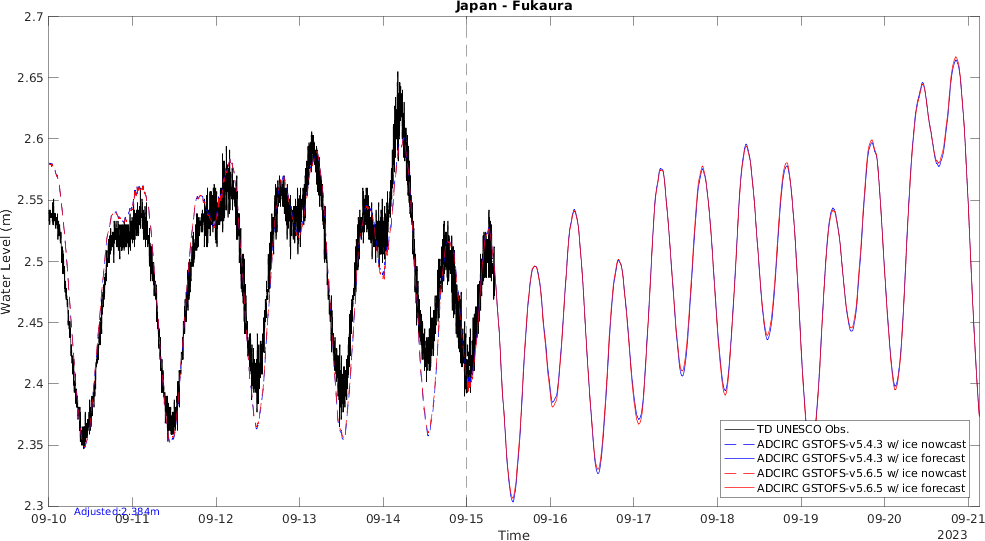 Japan - Fukaura
2.7
2.65
2.6
2.55
2.5
2.45
2.4
2.35
2.3
Water Level (m)
TD UNESCO Obs.
ADCIRC GSTOFS-v5.4.3 w/ ice nowcast
ADCIRC GSTOFS-v5.4.3 w/ ice forecast
ADCIRC GSTOFS-v5.6.5 w/ ice nowcast
ADCIRC GSTOFS-v5.6.5 w/ ice forecast
Adjusted:2.384m
09-10 09-11 09-12 09-13 09-14 09-15 09-16 09-17 09-18 09-19 09-20 09-21
Time
2023